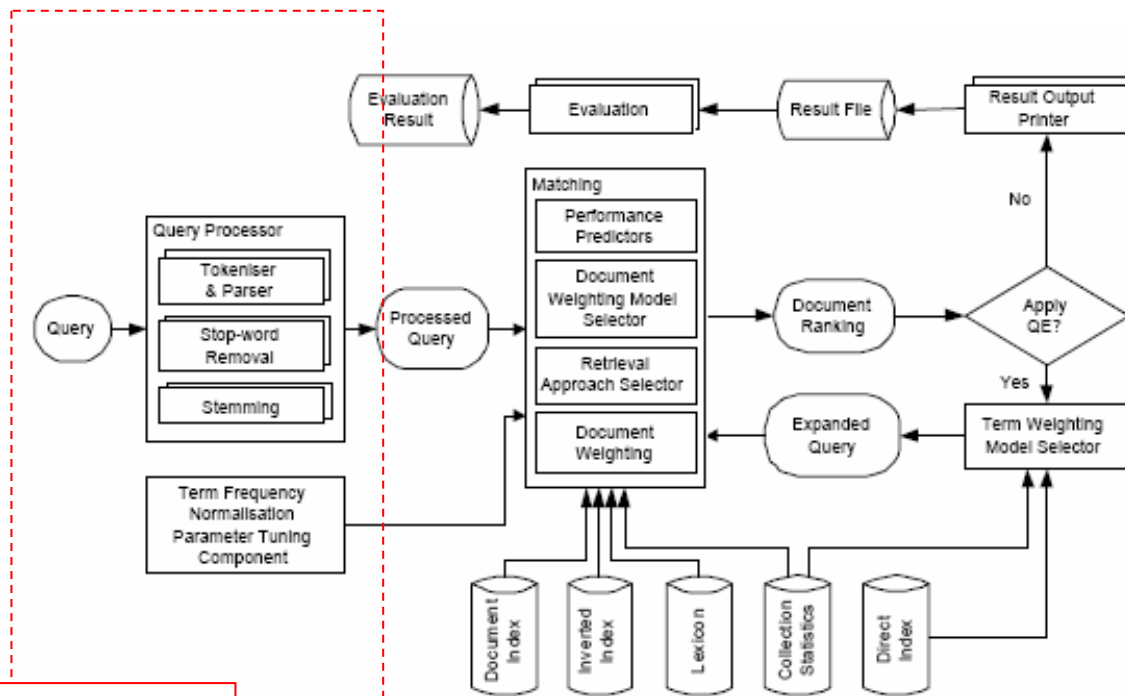 Evaluation
Result
Evaluation
Result File
Result Output
Printer
No
Matching
Performance
Predictors
Document
Weighting Model
Selector
Retrieval
Approach Selector
Document
Weighting
Query Processor
Tokeniser
& Parser
Stop-word
Removal
Stemming
Query
Processed
Query
Document
Ranking
Apply
QE?
Yes
Expanded
Query
Term Weighting
Model Selector
Term Frequency
Normalisation
Parameter Tuning
Component
Document
Index
Inverted
Index
Lexicon
Collection
Statistics
Direct
Index